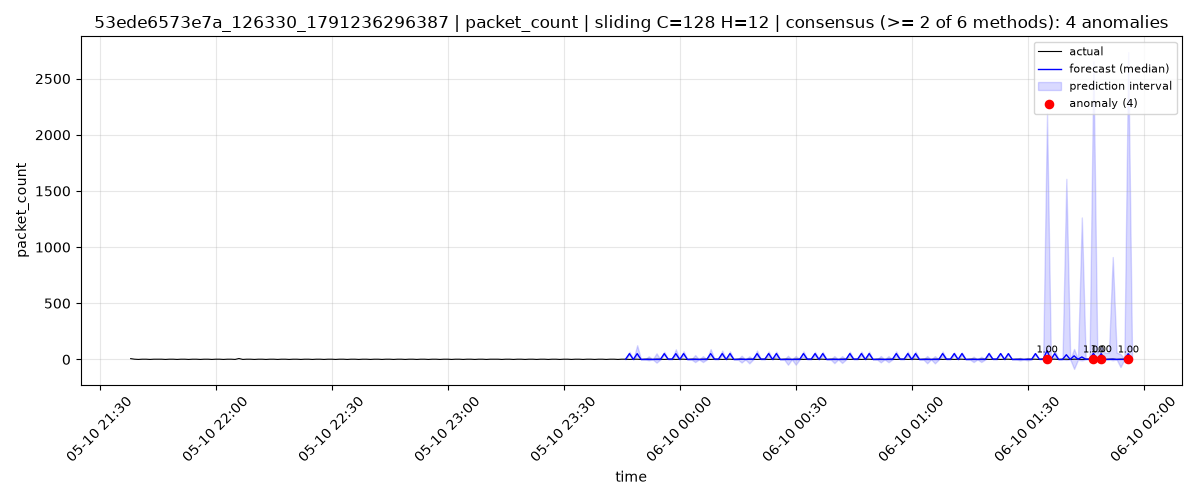 53ede6573e7a_126330_1791236296387 | packet_count | sliding C=128 H=12 | consensus (>= 2 of 6 methods): 4 anomalies
actual
forecast (median)
prediction interval
anomaly (4)
packet_count
2500
2000
1500
1000
500
0
1.00
1.00
1.00
1.00
05-10 21:30
05-10 22:00
05-10 22:30
05-10 23:00
05-10 23:30
06-10 00:00
06-10 00:30
06-10 01:00
06-10 01:30
06-10 02:00
time